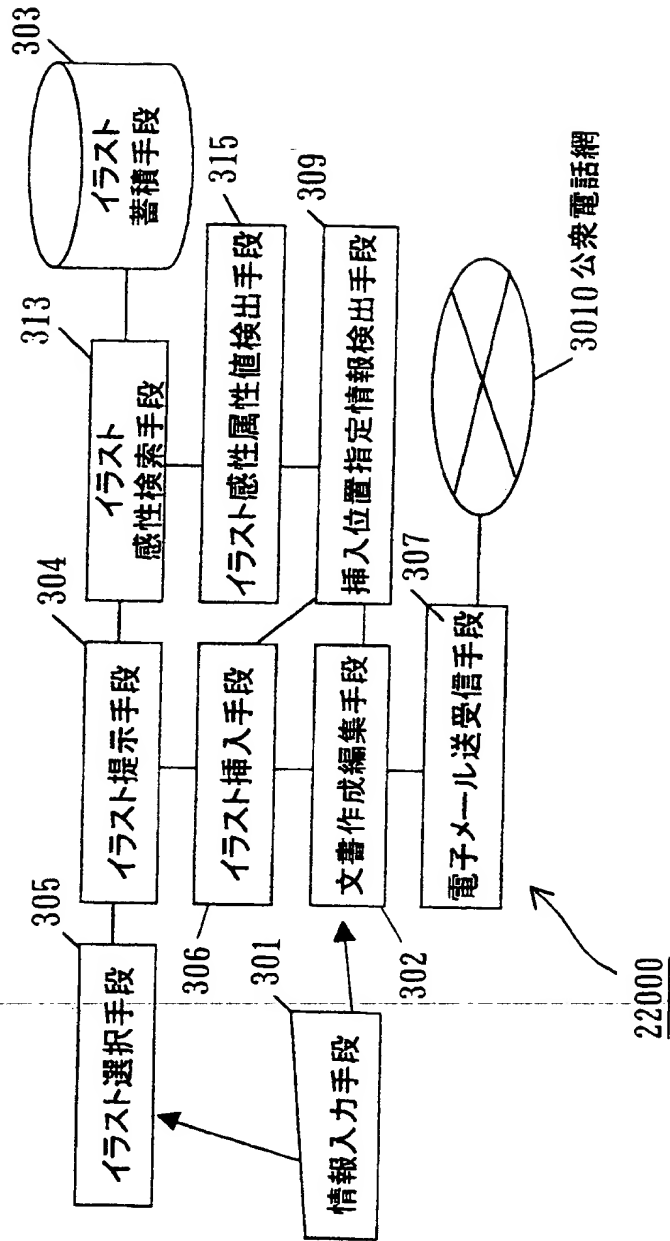 305
イラスト選択手段
304
イラスト提示手段
313
イラスト
感性検索手段
303
イラスト
蓄積手段
306
イラスト挿入手段
315
イラスト感性属性値検出手段
301
情報入力手段
302
文書作成編集手段
309
挿入位置指定情報検出手段
307
電子メール送受信手段
3010 公衆電話網
22000